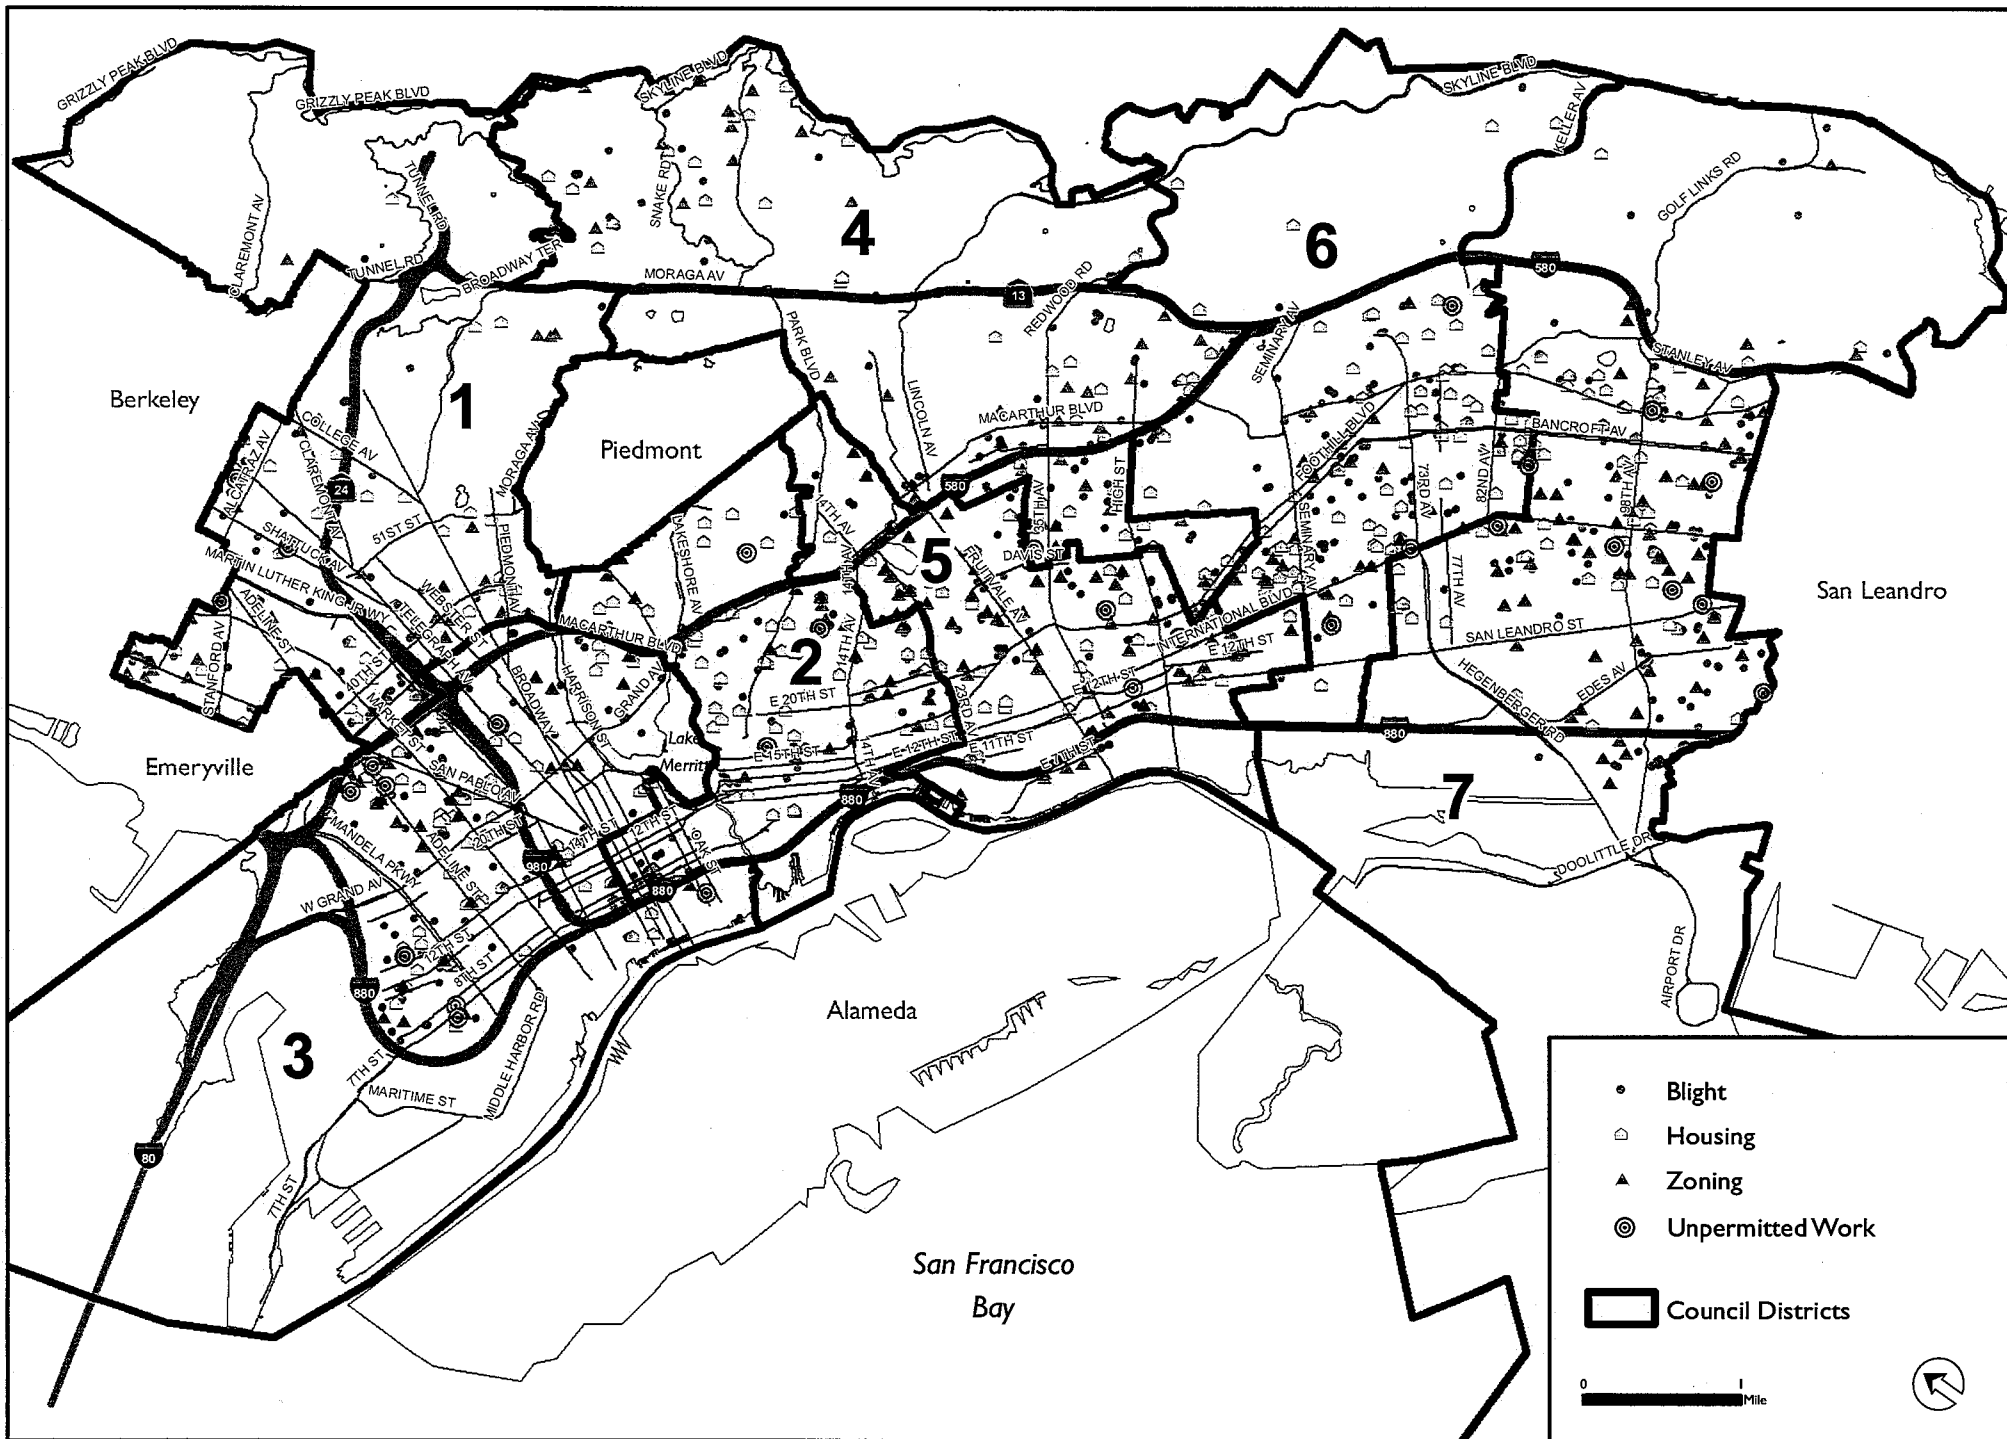 GRIZZLY PEAK BLVD
GRIZZLY PEAK BLVD
SKYLINE BLVD
SKYLINE BLVD
KELLER AV
TUNNEL RD
SNAKE RD
GOLF LINKS RD
CLAREMONT AV
4
6
TUNNEL RD
BROADWAY TER
MORAGA AV
13
REDWOOD RD
580
SEMINARY AV
PARK BLVD
STANLEY AV
Berkeley
1
LINCOLN AV
MACARTHUR BLVD
FOOTHILL BLVD
BANCROFT AV
COLLEGE AV
ALCATRAZ AV
CLAREMONT AV
MORAGA AV
Piedmont
24
580
35TH AV
HIGH ST
73RD AV
82ND AV
98TH AV
51ST ST
SHATTUCK AV
PIEDMONT AV
LAKESHORE AV
14TH AV
14TH AV
5
FRUITVALE AV
DAVIS ST
SEMINARY AV
77TH AV
MARTIN LUTHER KING JR WY
WEBSTER ST
TELEGRAPH AV
ADELINE ST
STANFORD AV
MACARTHUR BLVD
2
14TH AV
INTERNATIONAL BLVD
E 12TH ST
SAN LEANDRO ST
San Leandro
40TH ST
MARKET ST
BROADWAY
HARRISON ST
GRAND AV
E 20TH ST
23RD AV
E 12TH ST
HEGENBERGER RD
EDES AV
Emeryville
Lake
Merritt
E 15TH ST
14TH AV
E 12TH ST
E 11TH ST
E 7TH ST
880
880
SAN PABLO AV
20TH ST
14TH ST
12TH ST
OAK ST
7
MANDELA PKWY
ADELINE ST
980
880
DOOLITTLE DR
W GRAND AV
12TH ST
8TH ST
880
AIRPORT DR
Alameda
3
7TH ST
MARITIME ST
MIDDLE HARBOR RD
80
7TH ST
San Francisco
Bay
Blight
Housing
Zoning
Unpermitted Work
Council Districts
0
1
Mile